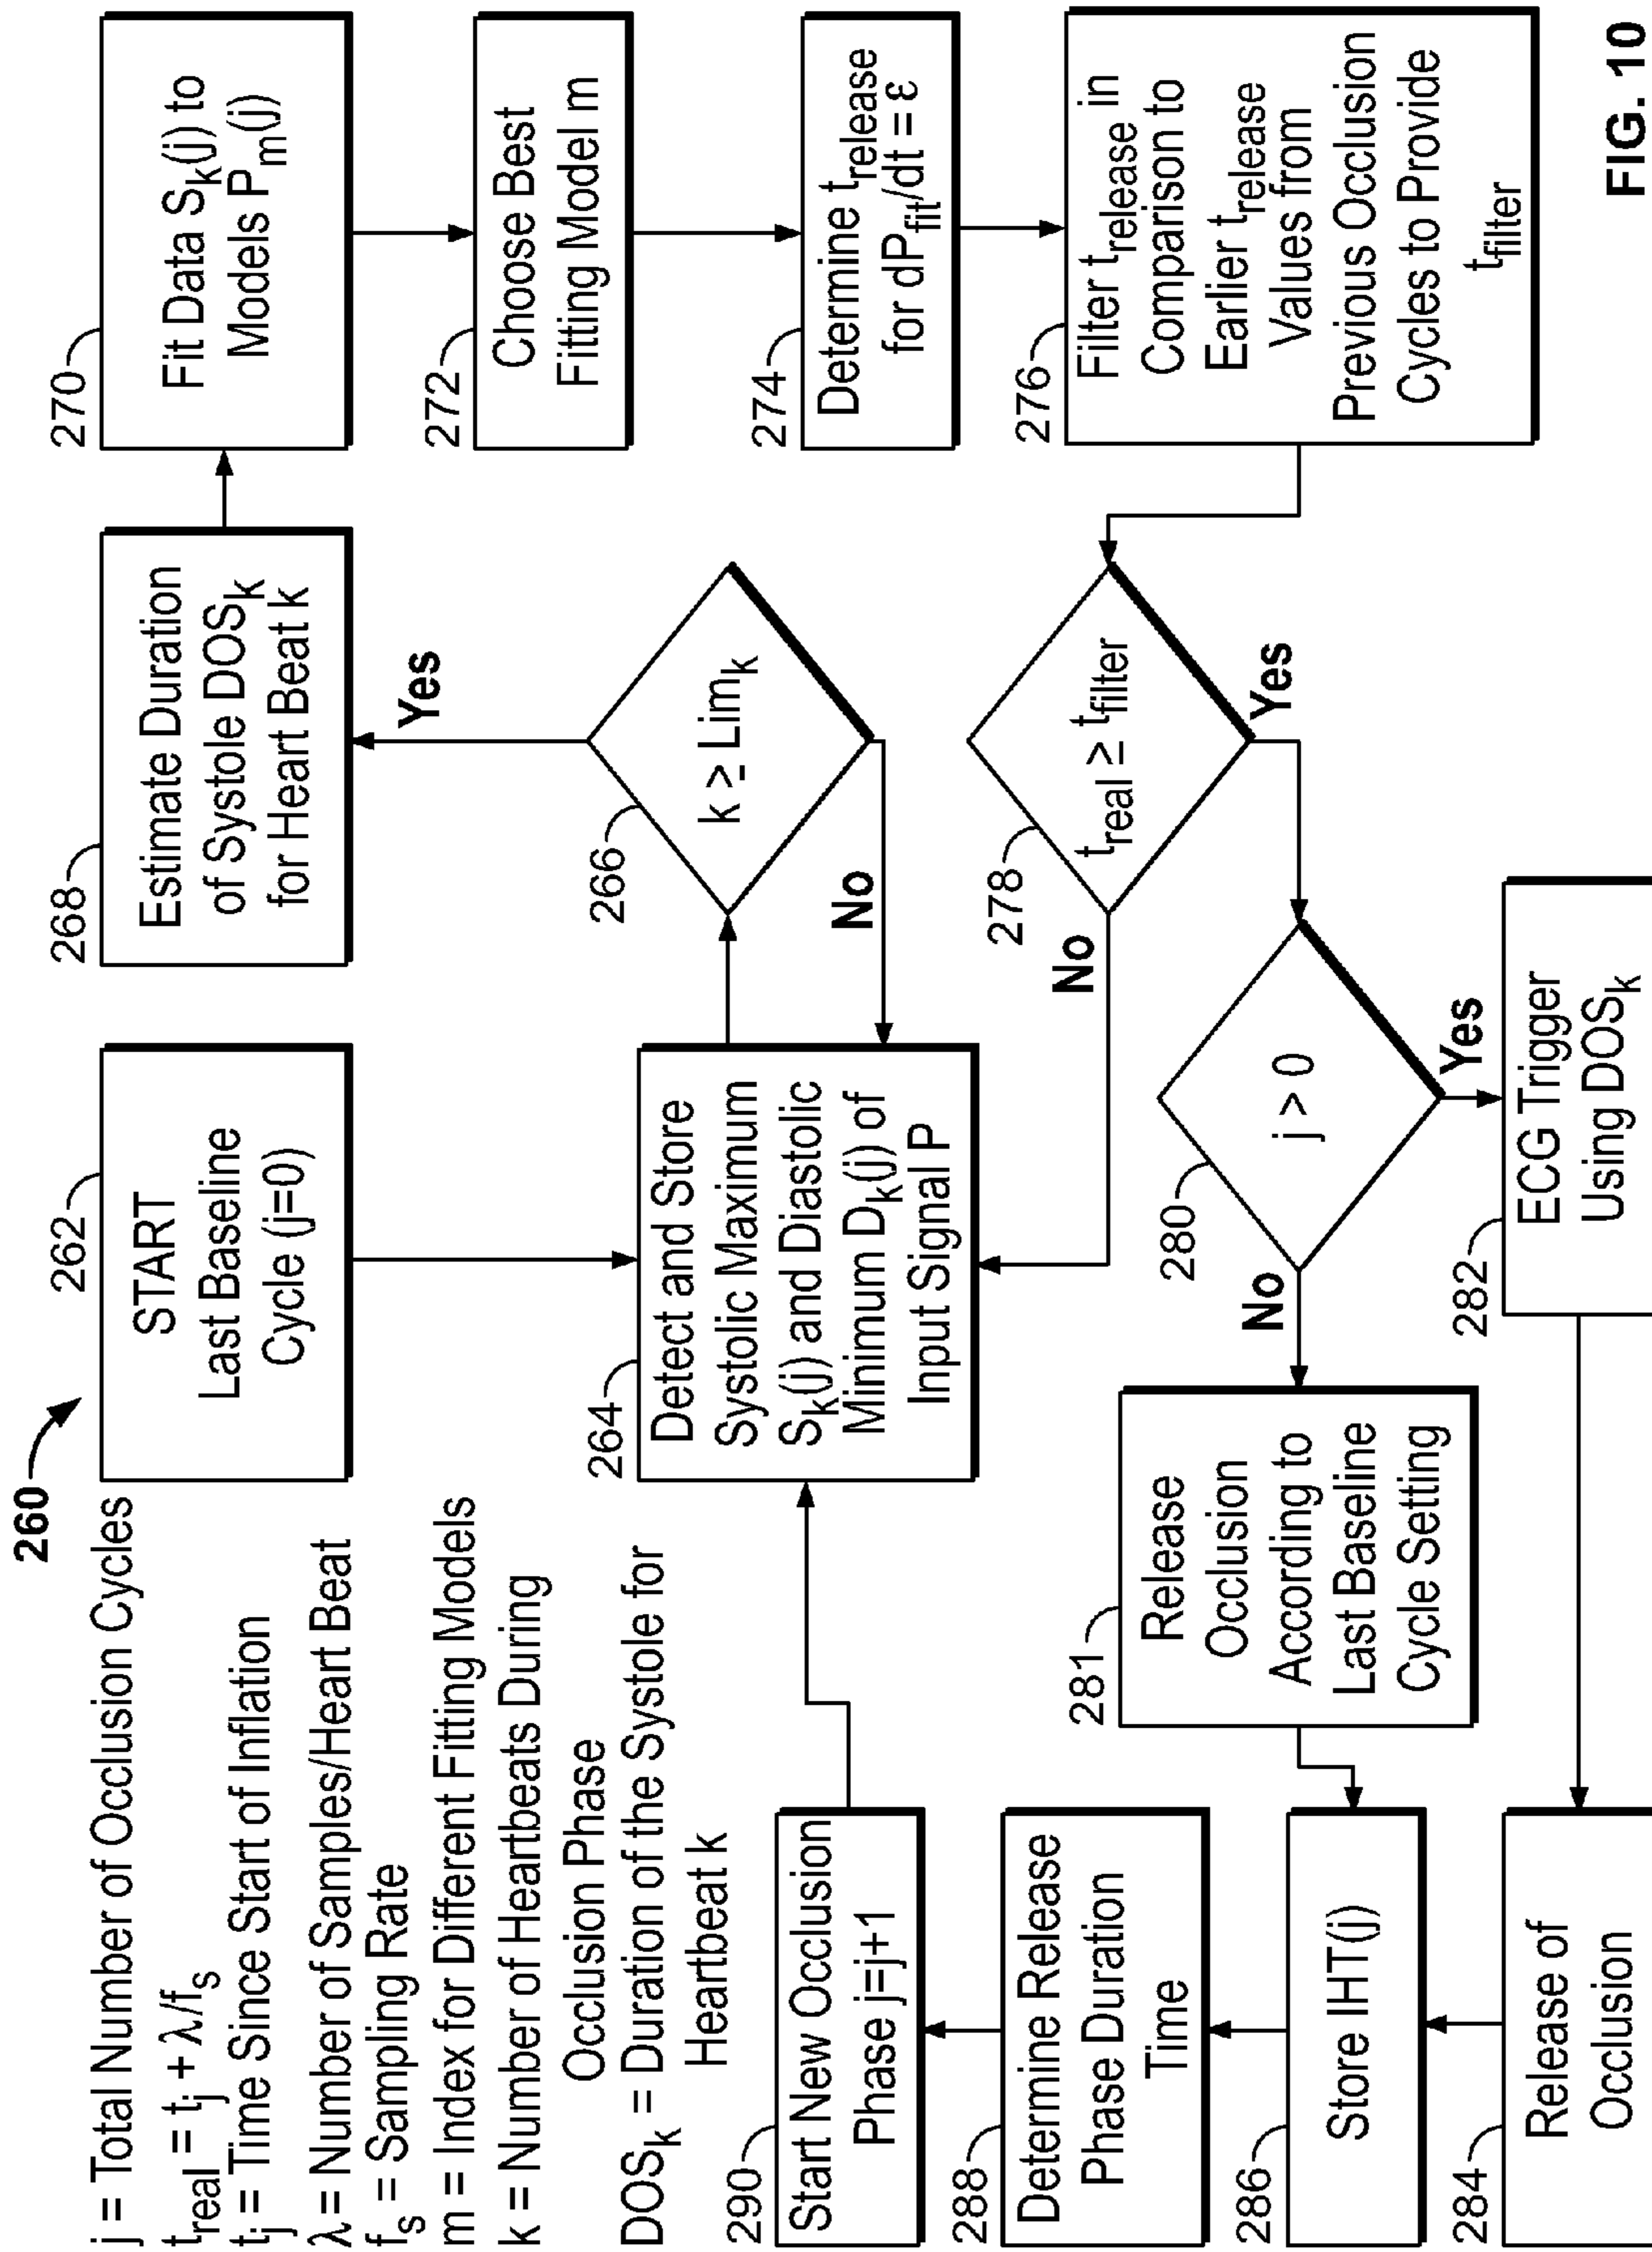 260
j = Total Number of Occlusion Cycles
t_real = t_j + λ/f_s
t_j = Time Since Start of Inflation
λ = Number of Samples/Heart Beat
f_s = Sampling Rate
m = Index for Different Fitting Models
k = Number of Heartbeats During
Occlusion Phase
DOS_k = Duration of the Systole for
Heartbeat k
262
START
Last Baseline
Cycle (j=0)
264
Detect and Store
Systolic Maximum
S_k(j) and Diastolic
Minimum D_k(j) of
Input Signal P
266
k ≥ Lim_k
Yes
No
268
Estimate Duration
of Systole DOS_k
for Heart Beat k
270
Fit Data S_k(j) to
Models P_m(j)
272
Choose Best
Fitting Model m
274
Determine t_release
for dP_fit/dt = ε
276
Filter t_release in
Comparison to
Earlier t_release
Values from
Previous Occlusion
Cycles to Provide
t_filter
278
t_real ≥ t_filter
No
Yes
280
j > 0
No
Yes
281
Release
Occlusion
According to
Last Baseline
Cycle Setting
282
ECG Trigger
Using DOS_k
284
Release of
Occlusion
286
Store IHT(j)
288
Determine Release
Phase Duration
Time
290
Start New Occlusion
Phase j=j+1
FIG. 10